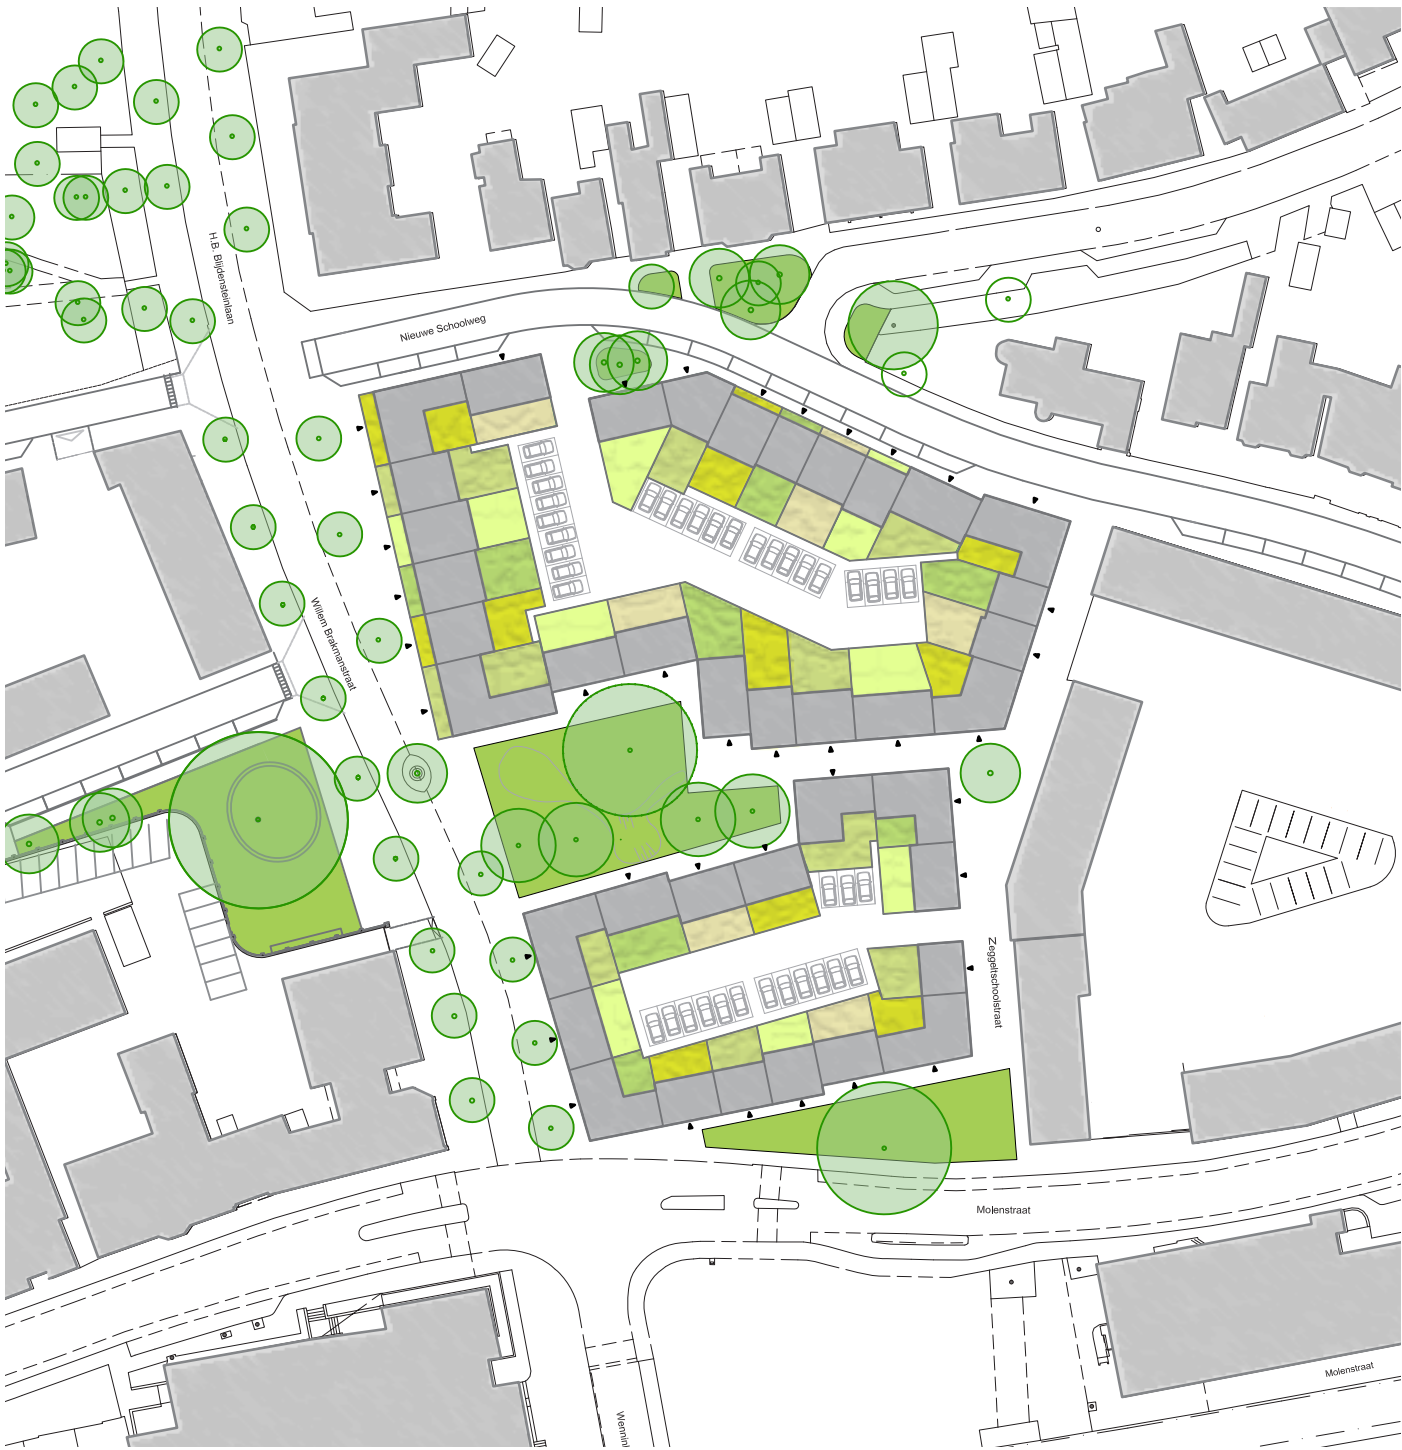 H.B. Blijdensteinlaan
Nieuwe Schoolweg
Willem Brakmanstraat
Zeggeltschoolstraat
Molenstraat
Molenstraat